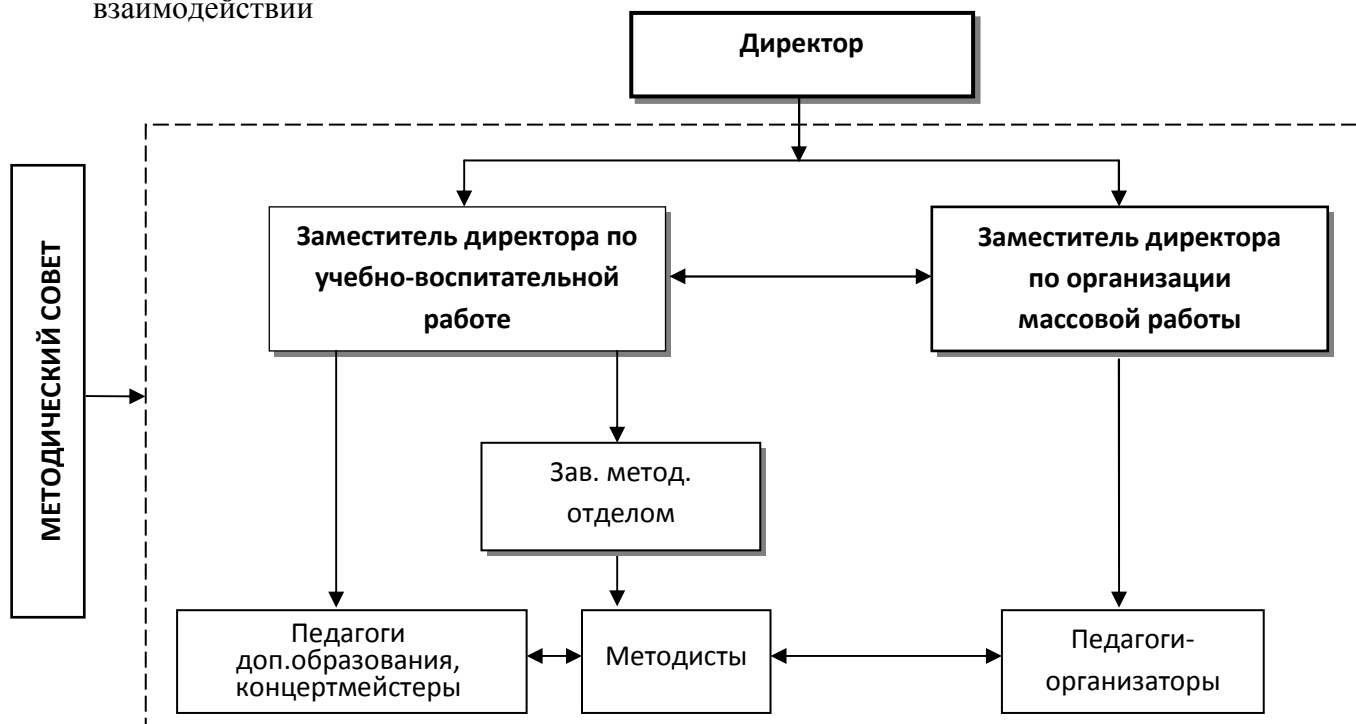 взаимодействии
Директор
МЕТОДИЧЕСКИЙ СОВЕТ
Заместитель директора по
учебно-воспитательной
работе
Заместитель директора
по организации
массовой работы
Зав. метод.
отделом
Педагоги
доп.образования,
концертмейстеры
Методисты
Педагоги-
организаторы